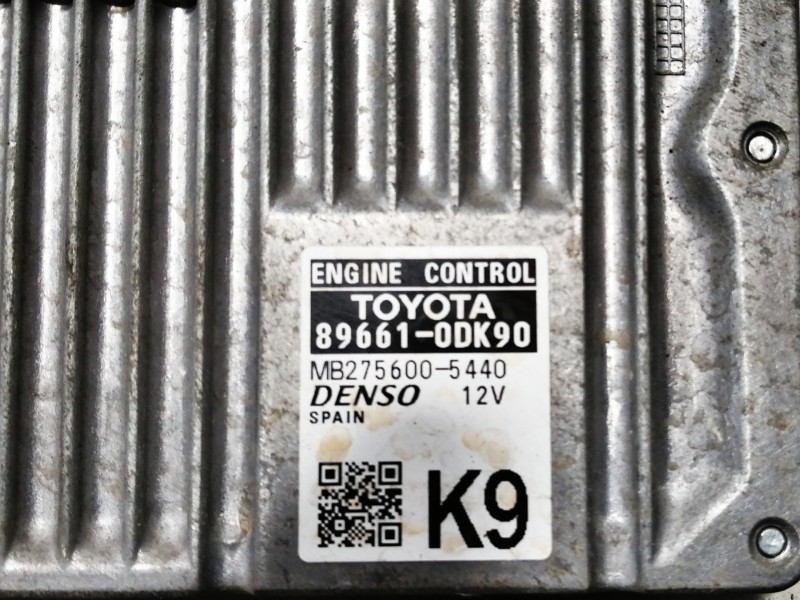 ENGINE CONTROL
TOYOTA
89661-0DK90
MB275600-5440
DENSO 12V
SPAIN
K9